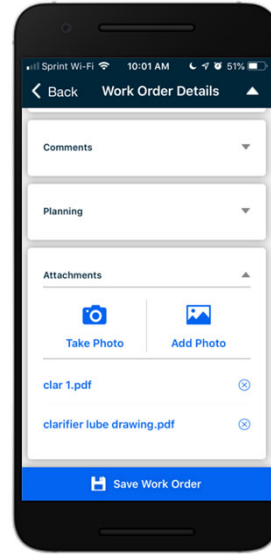 Sprint Wi-Fi 10:01 AM 51%
Back Work Order Details
Comments
Planning
Attachments
Take Photo Add Photo
clar 1.pdf
clarifier lube drawing.pdf
Save Work Order